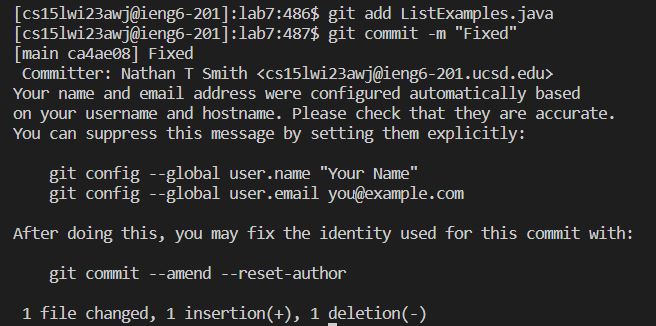 [cs15lwi23awj@ieng6-201]:lab7:486$ git add ListExamples.java
[cs15lwi23awj@ieng6-201]:lab7:487$ git commit -m "Fixed"
[main ca4ae08] Fixed
 Committer: Nathan T Smith <cs15lwi23awj@ieng6-201.ucsd.edu>
Your name and email address were configured automatically based
on your username and hostname. Please check that they are accurate.
You can suppress this message by setting them explicitly:

    git config --global user.name "Your Name"
    git config --global user.email you@example.com

After doing this, you may fix the identity used for this commit with:

    git commit --amend --reset-author

 1 file changed, 1 insertion(+), 1 deletion(-)